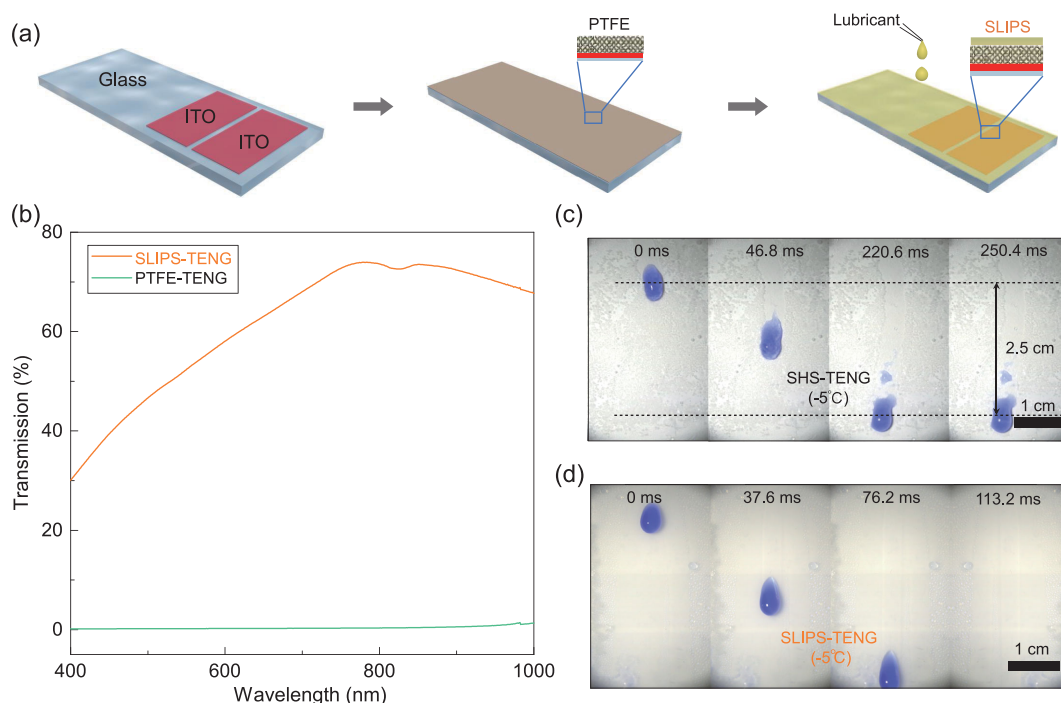 (a)
Glass
ITO
ITO
PTFE
Lubricant
SLIPS
(b)
80
60
40
20
0
400
600
800
1000
Transmission (%)
Wavelength (nm)
SLIPS-TENG
PTFE-TENG
(c)
0 ms
46.8 ms
220.6 ms
250.4 ms
2.5 cm
SHS-TENG
(-5°C)
1 cm
(d)
0 ms
37.6 ms
76.2 ms
113.2 ms
SLIPS-TENG
(-5°C)
1 cm